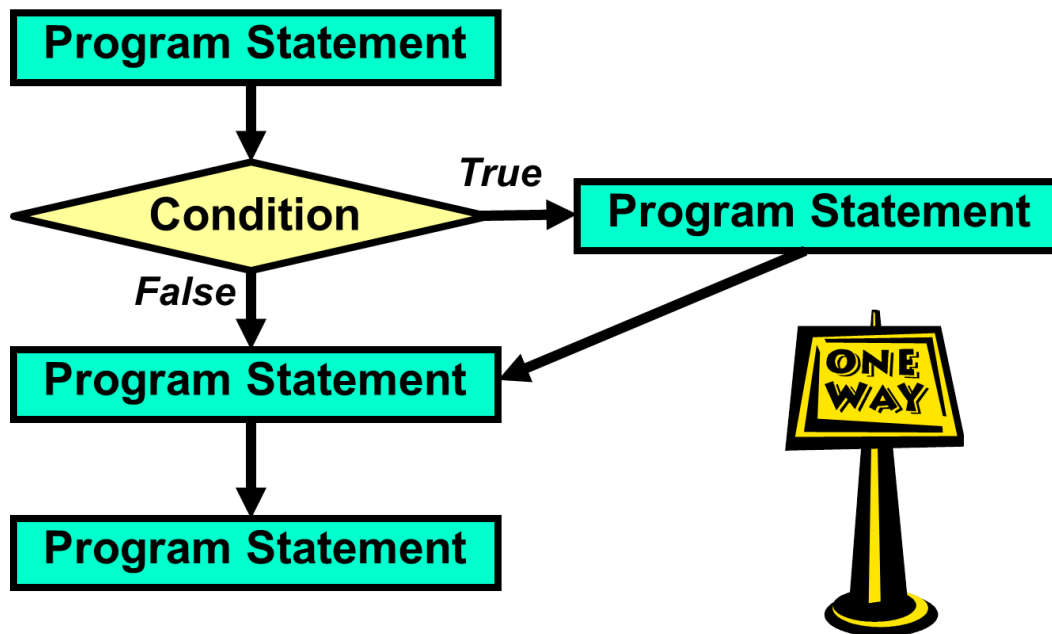 Program Statement
True
Condition
Program Statement
False
Program Statement
ONE
WAY
Program Statement